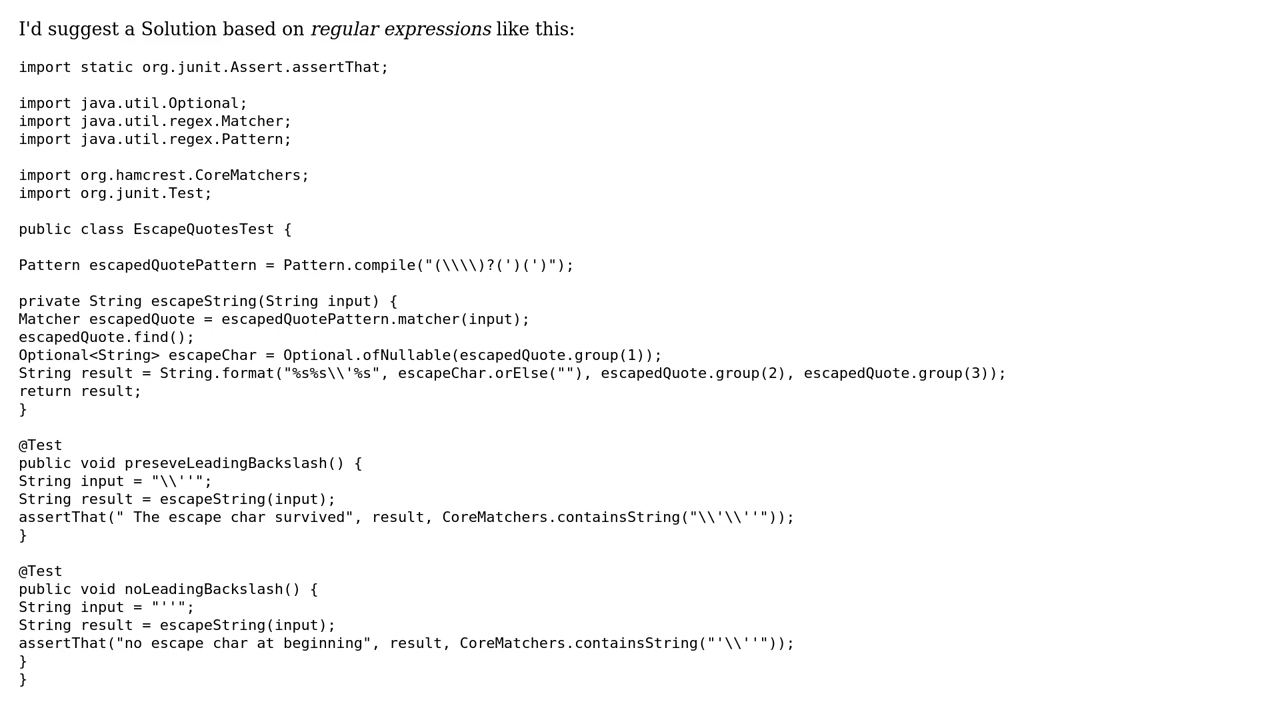 I'd suggest a Solution based on regular expressions like this:
import static org.junit.Assert.assertThat;
import java.util.Optional;
import java.util.regex.Matcher;
import java.util.regex.Pattern;
import org.hamcrest.CoreMatchers;
import org.junit.Test;
public class EscapeQuotesTest {
Pattern escapedQuotePattern = Pattern.compile("(\\\\)?(')(')");
private String escapeString(String input) {
Matcher escapedQuote = escapedQuotePattern.matcher(input);
escapedQuote.find();
Optional<String> escapeChar = Optional.ofNullable(escapedQuote.group(1));
String result = String.format("%s%s\\'%s", escapeChar.orElse(""), escapedQuote.group(2), escapedQuote.group(3));
return result;
}
@Test
public void preseveLeadingBackslash() {
String input = "\\''";
String result = escapeString(input);
assertThat(" The escape char survived", result, CoreMatchers.containsString("\\'\\''"));
}
@Test
public void noLeadingBackslash() {
String input = "''";
String result = escapeString(input);
assertThat("no escape char at beginning", result, CoreMatchers.containsString("'\\''"));
}
}